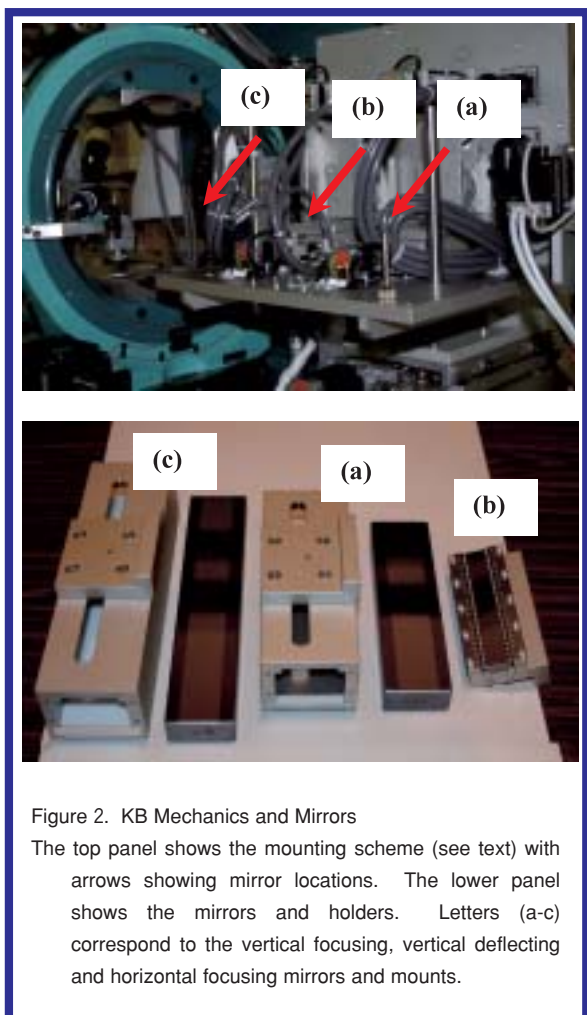 (c)
(b)
(a)
(c)
(a)
(b)
Figure 2. KB Mechanics and Mirrors
The top panel shows the mounting scheme (see text) with
arrows showing mirror locations. The lower panel
shows the mirrors and holders. Letters (a-c)
correspond to the vertical focusing, vertical deflecting
and horizontal focusing mirrors and mounts.